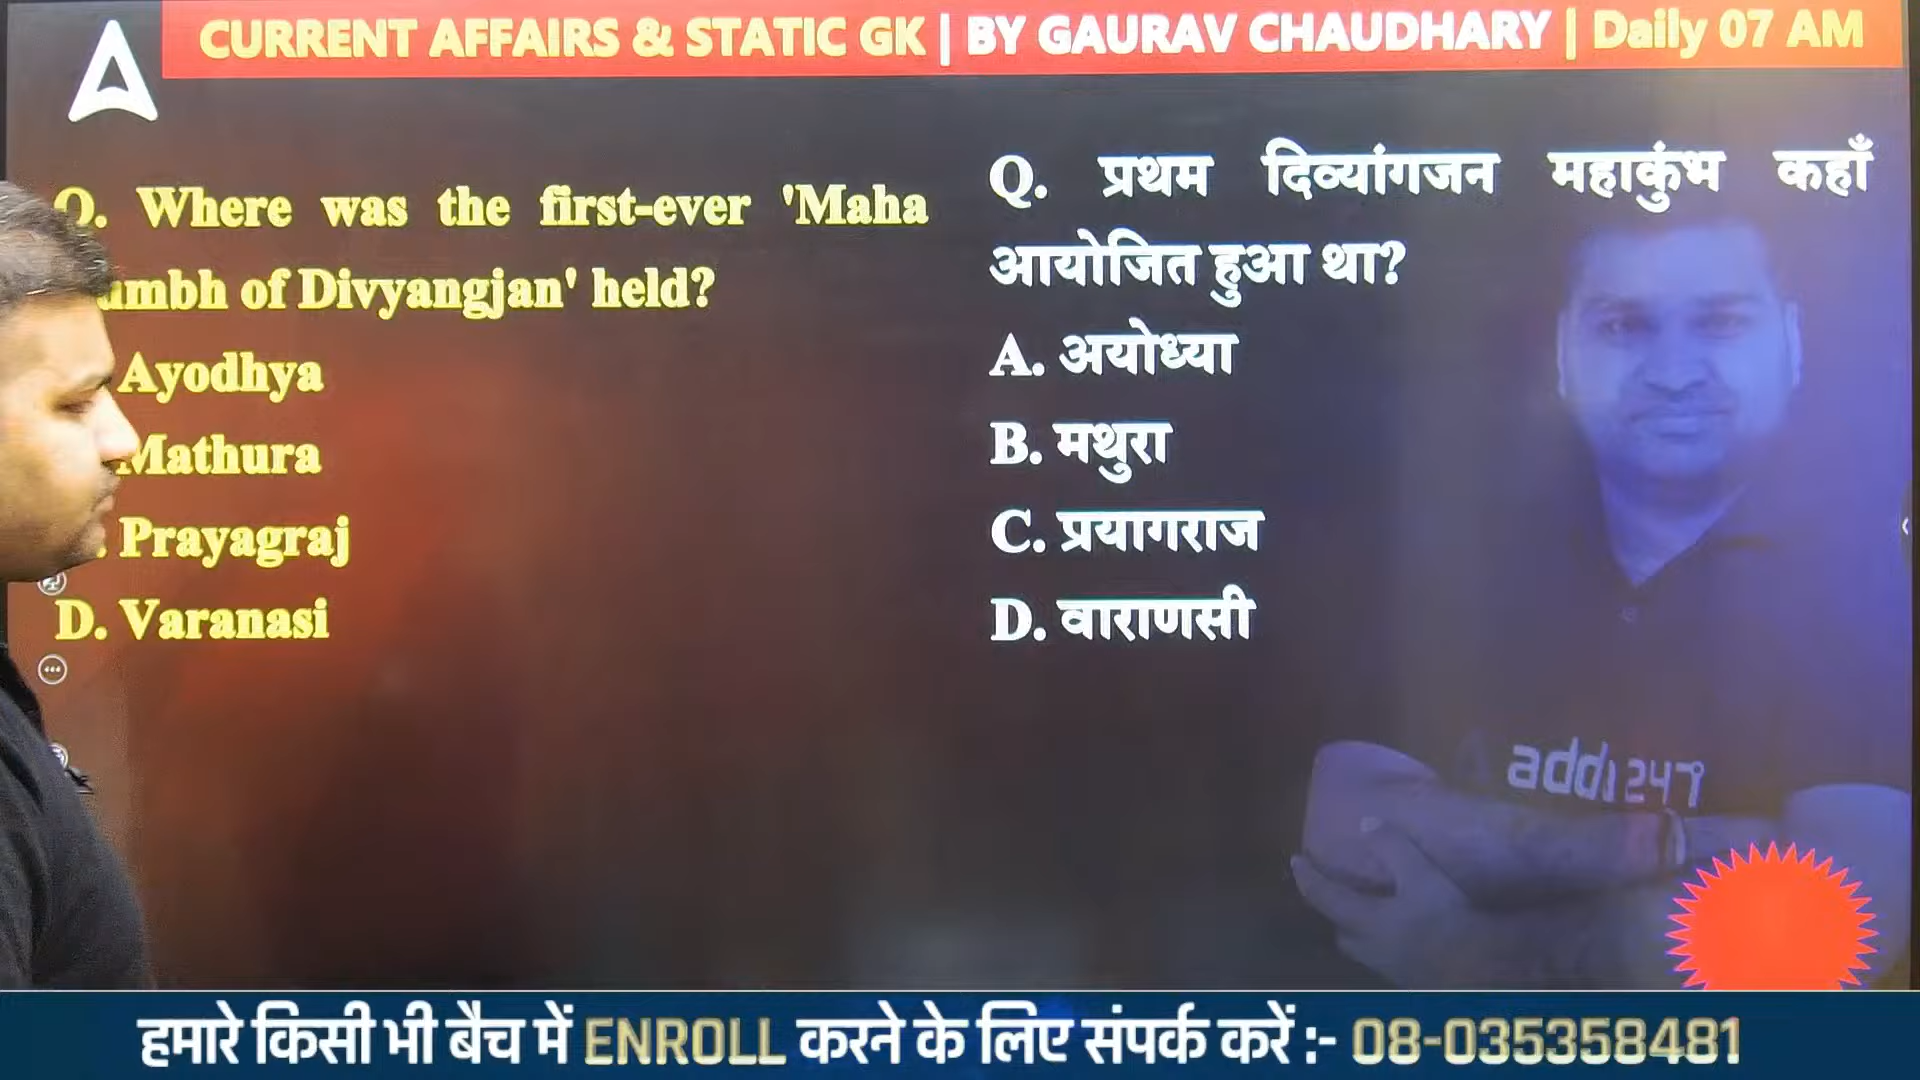 CURRENT AFFAIRS & STATIC GK | BY GAURAV CHAUDHARY | Daily 07 AM
Q. Where was the first-ever 'Maha
of Divyangjan' held?
Ayodhya
Mathura
Prayagraj
D. Varanasi
Q. प्रथम दिव्यांगजन महाकुंभ कहाँ
आयोजित हुआ था?
A. अयोध्या
B. मथुरा
C. प्रयागराज
D. वाराणसी
247
हमारे किसी भी बैच में ENROLL करने के लिए संपर्क करें :- 08-035358481